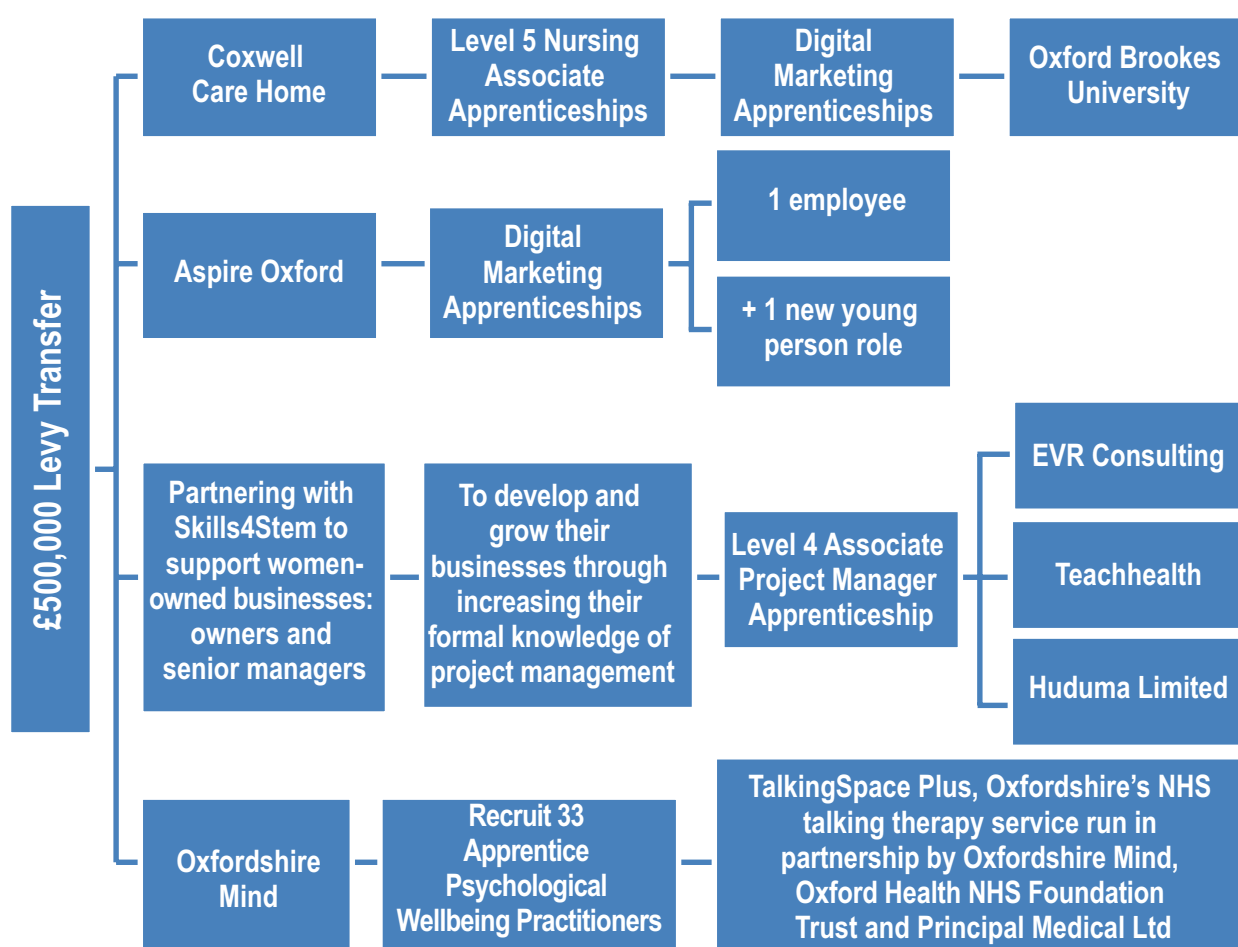 £500,000 Levy Transfer
Coxwell
Care Home
Level 5 Nursing
Associate
Apprenticeships
Digital
Marketing
Apprenticeships
Oxford Brookes
University
Aspire Oxford
Digital
Marketing
Apprenticeships
1 employee
+ 1 new young
person role
Partnering with
Skills4Stem to
support women-
owned businesses:
owners and
senior managers
To develop and
grow their
businesses through
increasing their
formal knowledge of
project management
Level 4 Associate
Project Manager
Apprenticeship
EVR Consulting
Teachhealth
Huduma Limited
Oxfordshire
Mind
Recruit 33
Apprentice
Psychological
Wellbeing Practitioners
TalkingSpace Plus, Oxfordshire’s NHS
talking therapy service run in
partnership by Oxfordshire Mind,
Oxford Health NHS Foundation
Trust and Principal Medical Ltd